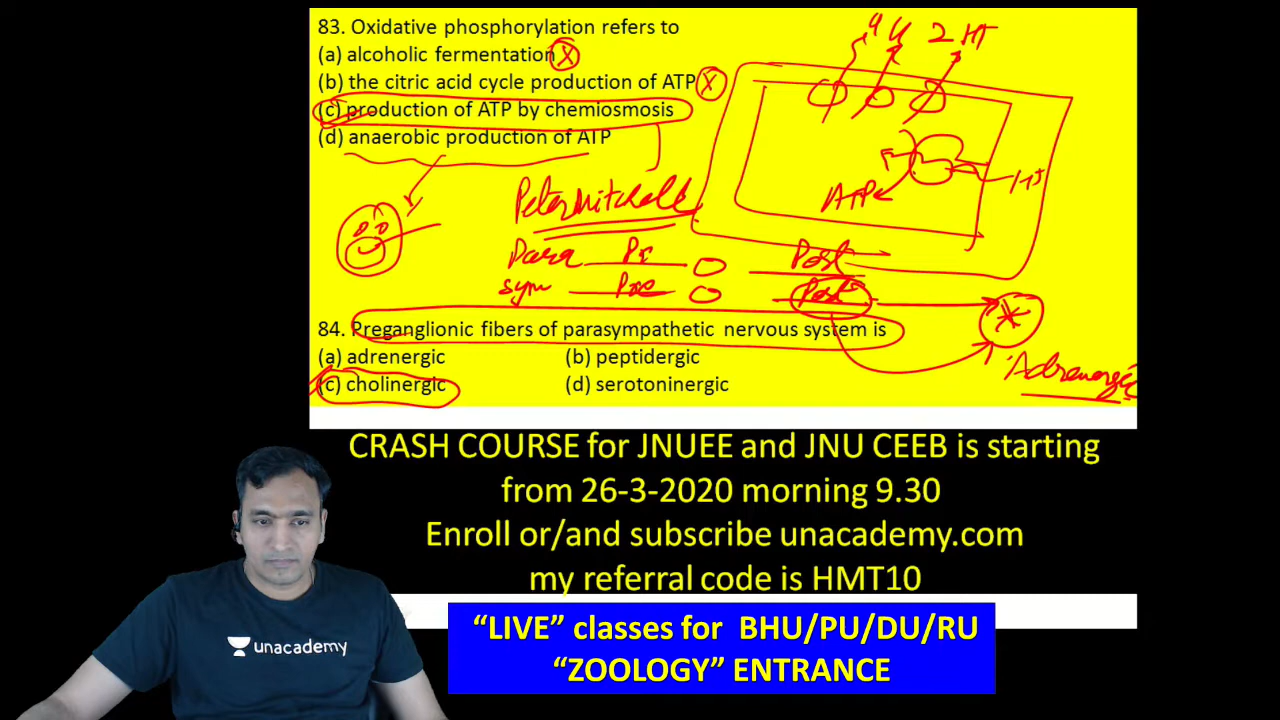 83. Oxidative phosphorylation refers to
(a) alcoholic fermentation
(b) the citric acid cycle production of ATP
(c) production of ATP by chemiosmosis
(d) anaerobic production of ATP
4H 2H+
ATP H+
Peter Mitchell
Para Pr Post
Sym Pre Post
84. Preganglionic fibers of parasympathetic nervous system is
(a) adrenergic (b) peptidergic
(c) cholinergic (d) serotoninergic
Adrenergic
CRASH COURSE for JNUEE and JNU CEEB is starting
from 26-3-2020 morning 9.30
Enroll or/and subscribe unacademy.com
my referral code is HMT10
unacademy
“LIVE” classes for BHU/PU/DU/RU
“ZOOLOGY” ENTRANCE